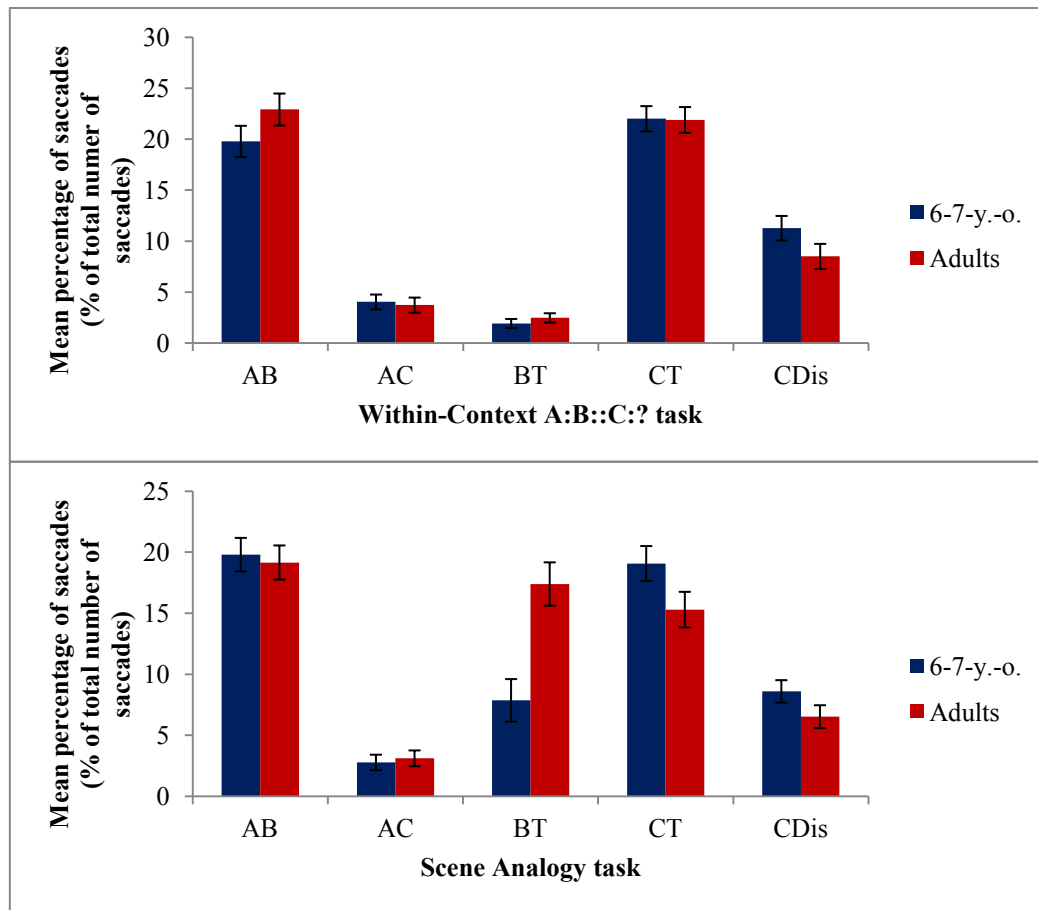 Mean percentage of saccades
(% of total numer of
saccades)
30
25
20
15
10
5
0
AB AC BT CT CDis
Within-Context A:B::C:? task
6-7-y.-o.
Adults
Mean percentage of saccades
(% of total number of
saccades)
25
20
15
10
5
0
AB AC BT CT CDis
Scene Analogy task
6-7-y.-o.
Adults